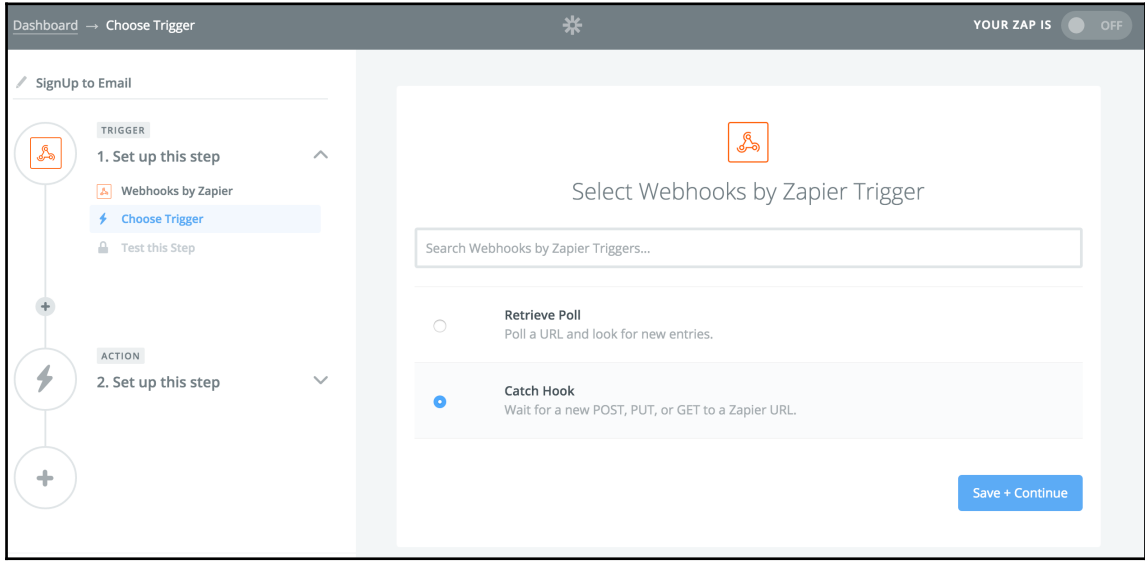 Dashboard → Choose Trigger
YOUR ZAP IS OFF
SignUp to Email
TRIGGER
1. Set up this step
Webhooks by Zapier
Choose Trigger
Test this Step
ACTION
2. Set up this step
Select Webhooks by Zapier Trigger
Search Webhooks by Zapier Triggers...
Retrieve Poll
Poll a URL and look for new entries.
Catch Hook
Wait for a new POST, PUT, or GET to a Zapier URL.
Save + Continue